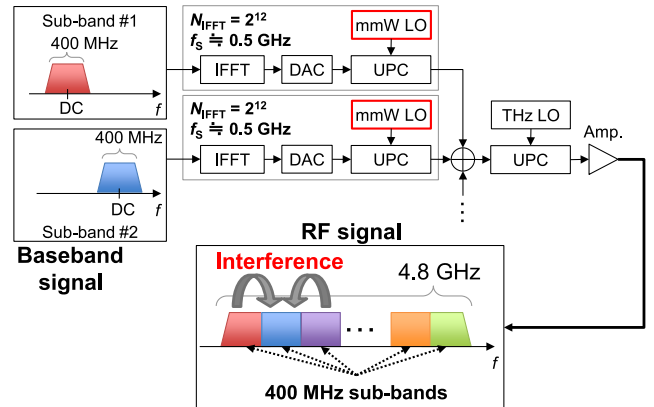 Sub-band #1
400 MHz
DC
f
N_IFFT = 2^12
f_S ≒ 0.5 GHz
mmW LO
IFFT
DAC
UPC
N_IFFT = 2^12
f_S ≒ 0.5 GHz
mmW LO
IFFT
DAC
UPC
THz LO
UPC
Amp.
400 MHz
DC
f
Sub-band #2
Baseband
signal
RF signal
Interference
4.8 GHz
f
400 MHz sub-bands